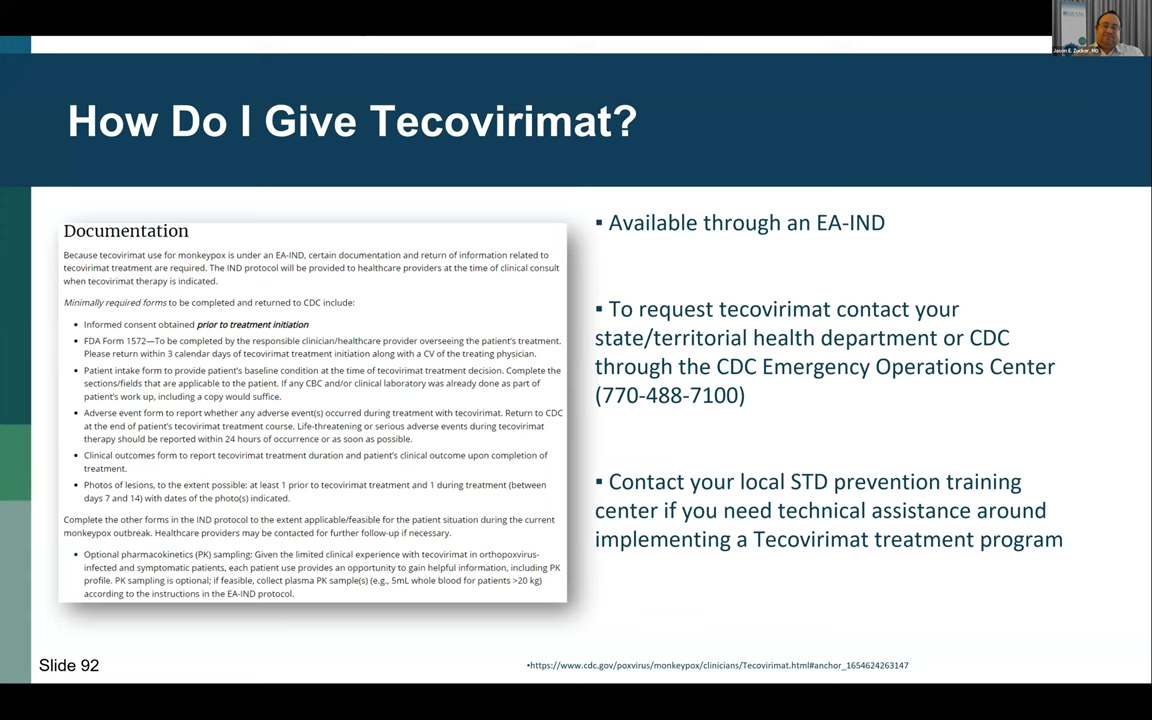 Jason E. Zucker, MD
How Do I Give Tecovirimat?
Documentation
Because tecovirimat use for monkeypox is under an EA-IND, certain documentation and return of information related to
tecovirimat treatment are required. The IND protocol will be provided to healthcare providers at the time of clinical consult
when tecovirimat therapy is indicated.
Minimally required forms to be completed and returned to CDC include:
• Informed consent obtained prior to treatment initiation
• FDA Form 1572—To be completed by the responsible clinician/healthcare provider overseeing the patient's treatment.
Please return within 3 calendar days of tecovirimat treatment initiation along with a CV of the treating physician.
• Patient intake form to provide patient's baseline condition at the time of tecovirimat treatment decision. Complete the
sections/fields that are applicable to the patient. If any CBC and/or clinical laboratory was already done as part of
patient's work up, including a copy would suffice.
• Adverse event form to report whether any adverse event(s) occurred during treatment with tecovirimat. Return to CDC
at the end of patient's tecovirimat treatment course. Life-threatening or serious adverse events during tecovirimat
therapy should be reported within 24 hours of occurrence or as soon as possible.
• Clinical outcomes form to report tecovirimat treatment duration and patient's clinical outcome upon completion of
treatment.
• Photos of lesions, to the extent possible: at least 1 prior to tecovirimat treatment and 1 during treatment (between
days 7 and 14) with dates of the photo(s) indicated.
Complete the other forms in the IND protocol to the extent applicable/feasible for the patient situation during the current
monkeypox outbreak. Healthcare providers may be contacted for further follow-up if necessary.
• Optional pharmacokinetics (PK) sampling: Given the limited clinical experience with tecovirimat in orthopoxvirus-
infected and symptomatic patients, each patient use provides an opportunity to gain helpful information, including PK
profile. PK sampling is optional; if feasible, collect plasma PK sample(s) (e.g., 5mL whole blood for patients >20 kg)
according to the instructions in the EA-IND protocol.
▪ Available through an EA-IND
▪ To request tecovirimat contact your
state/territorial health department or CDC
through the CDC Emergency Operations Center
(770-488-7100)
▪ Contact your local STD prevention training
center if you need technical assistance around
implementing a Tecovirimat treatment program
Slide 92
•https://www.cdc.gov/poxvirus/monkeypox/clinicians/Tecovirimat.html#anchor_1654624263147